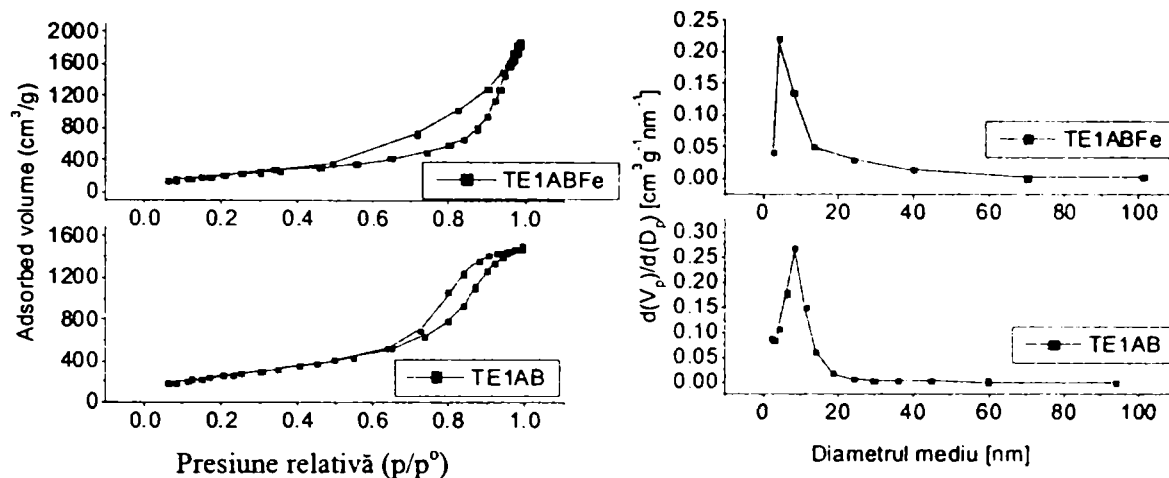 Adsorbed volume (cm³/g)
2000
1600
1200
800
400
0
TE1ABFe
0.0 0.2 0.4 0.6 0.8 1.0
1600
1200
800
400
0
TE1AB
0.0 0.2 0.4 0.6 0.8 1.0
Presiune relativă (p/p°)
d(Vₚ)/d(Dₚ) [cm³ g⁻¹ nm⁻¹]
0.25
0.20
0.15
0.10
0.05
0.00
TE1ABFe
0 20 40 60 80 100
0.30
0.25
0.20
0.15
0.10
0.05
0.00
TE1AB
0 20 40 60 80 100
Diametrul mediu [nm]